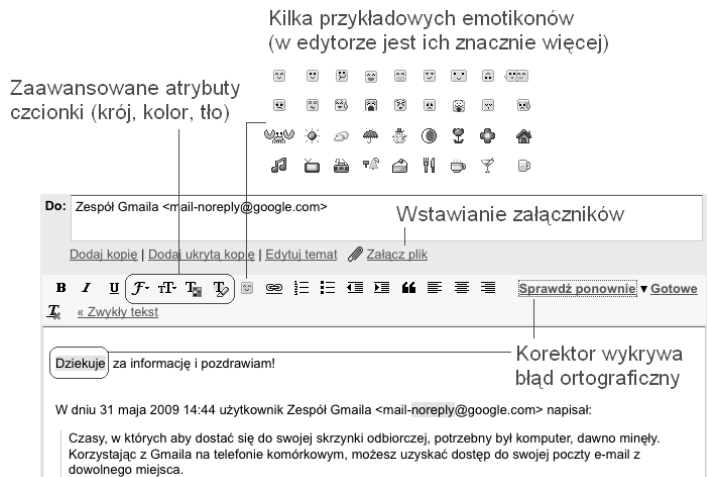 Kilka przykładowych emotikonów
(w edytorze jest ich znacznie więcej)
Zaawansowane atrybuty
czcionki (krój, kolor, tło)
Do: Zespół Gmaila <mail-noreply@google.com>
Wstawianie załączników
Dodaj kopię | Dodaj ukrytą kopię | Edytuj temat Załącz plik
B I U F T T T Sprawdź ponownie ▼ Gotowe
T « Zwykły tekst
Dziekuje za informację i pozdrawiam!
Korektor wykrywa
błąd ortograficzny
W dniu 31 maja 2009 14:44 użytkownik Zespół Gmaila <mail-noreply@google.com> napisał:
Czasy, w których aby dostać się do swojej skrzynki odbiorczej, potrzebny był komputer, dawno minęły.
Korzystając z Gmaila na telefonie komórkowym, możesz uzyskać dostęp do swojej poczty e-mail z
dowolnego miejsca.